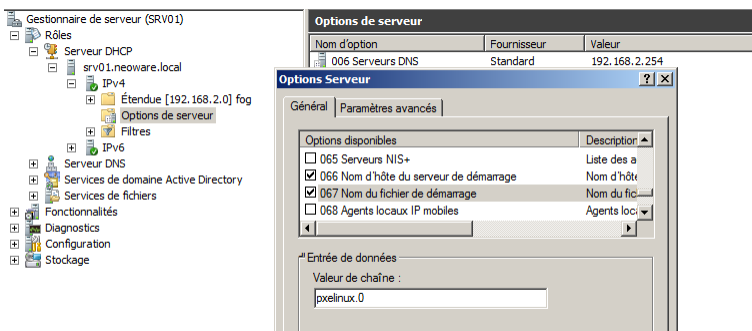 Gestionnaire de serveur (SRV01)
Rôles
Serveur DHCP
srv01.neoware.local
IPv4
Étendue [192.168.2.0] fog
Options de serveur
Filtres
IPv6
Serveur DNS
Services de domaine Active Directory
Services de fichiers
Fonctionnalités
Diagnostics
Configuration
Stockage
Options de serveur
Nom d'option Fournisseur Valeur
006 Serveurs DNS Standard 192.168.2.254
Options Serveur
Général Paramètres avancés
Options disponibles Description
065 Serveurs NIS+ Liste des a
066 Nom d'hôte du serveur de démarrage Nom d'hôte
067 Nom du fichier de démarrage Nom du fic
068 Agents locaux IP mobiles Agents loc
Entrée de données
Valeur de chaîne :
pxelinux.0